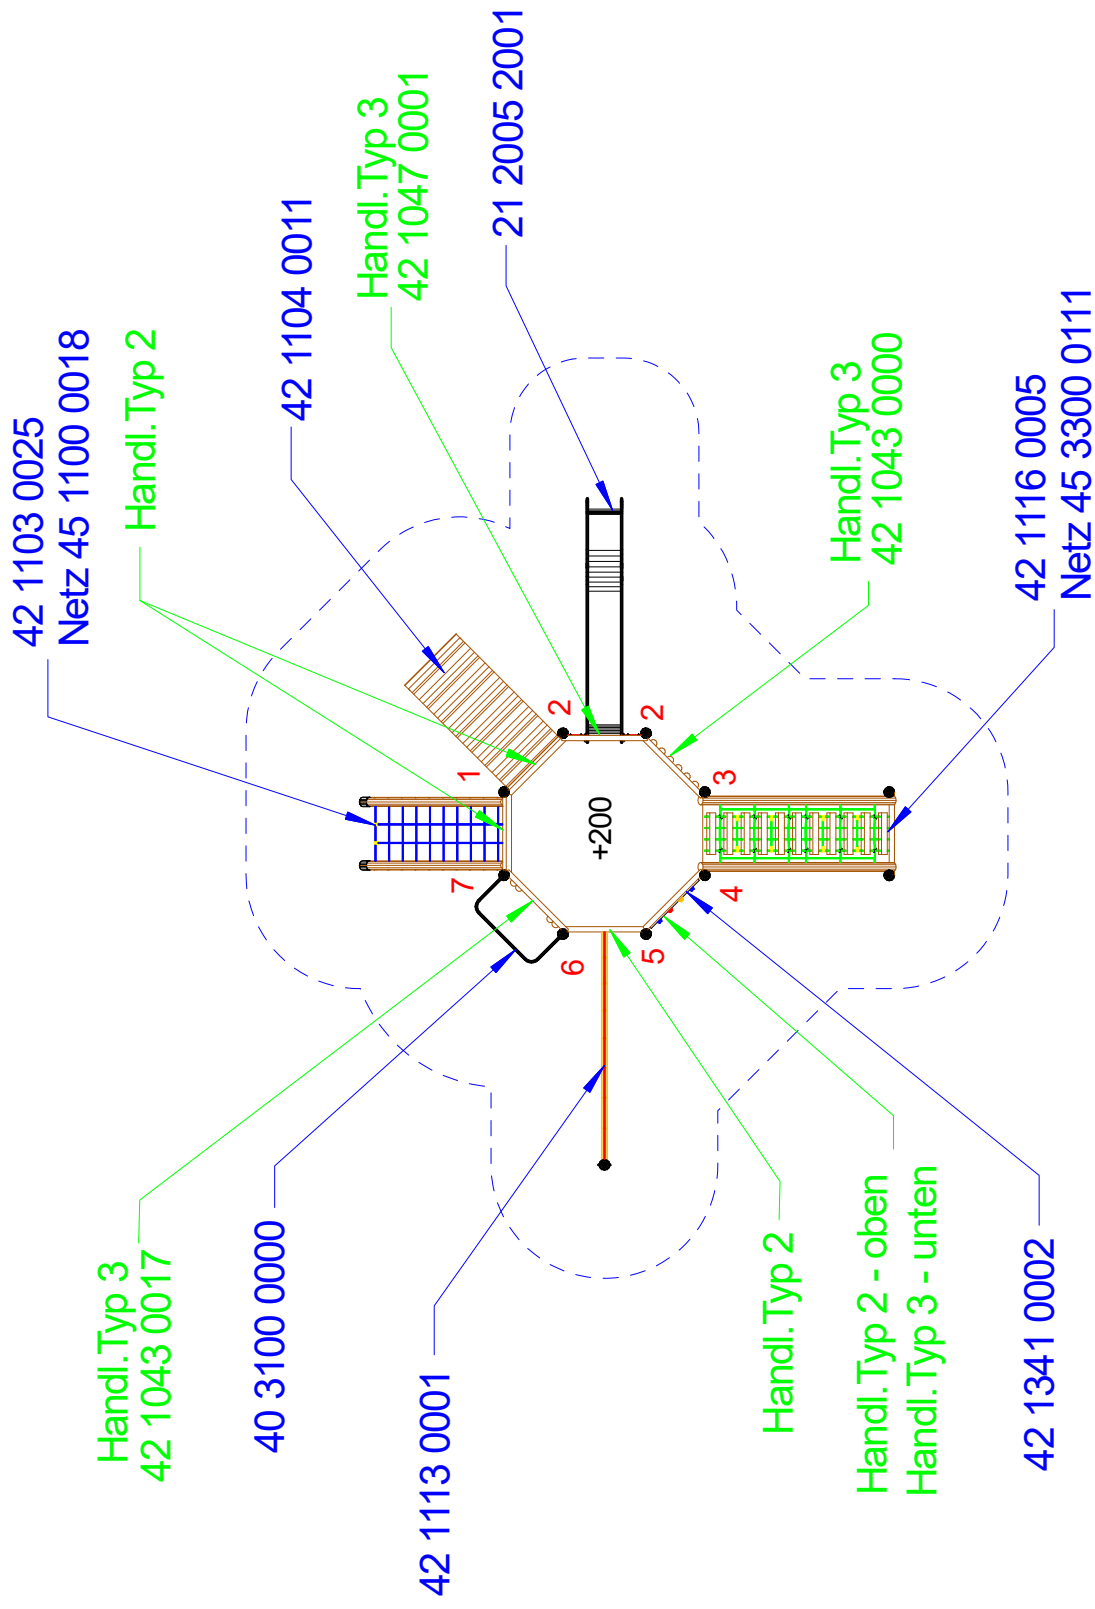 42 1103 0025
Netz 45 1100 0018
Handl.Typ 2
42 1104 0011
Handl.Typ 3
42 1047 0001
21 2005 2001
Handl.Typ 3
42 1043 0000
42 1116 0005
Netz 45 3300 0111
1
2
2
3
4
5
6
7
+200
Handl.Typ 3
42 1043 0017
40 3100 0000
42 1113 0001
Handl.Typ 2
Handl.Typ 2 - oben
Handl.Typ 3 - unten
42 1341 0002